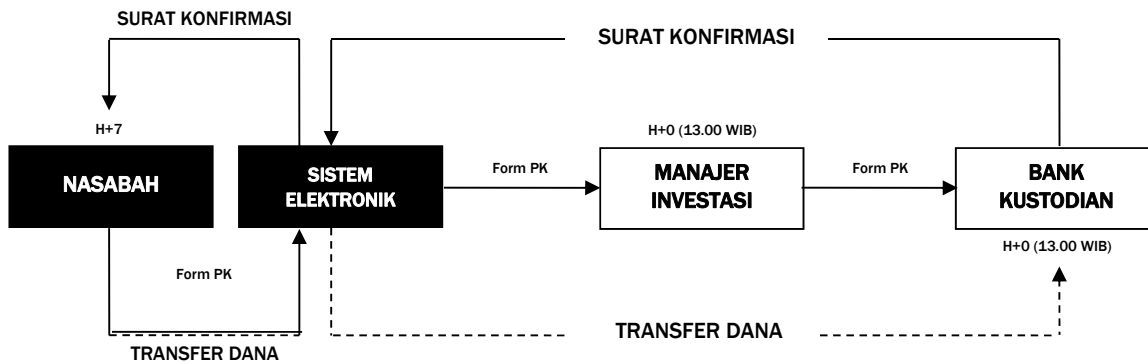 SURAT KONFIRMASI
SURAT KONFIRMASI
H+7
H+0 (13.00 WIB)
NASABAH
SISTEM
ELEKTRONIK
Form PK
MANAJER
INVESTASI
Form PK
BANK
KUSTODIAN
H+0 (13.00 WIB)
Form PK
TRANSFER DANA
TRANSFER DANA